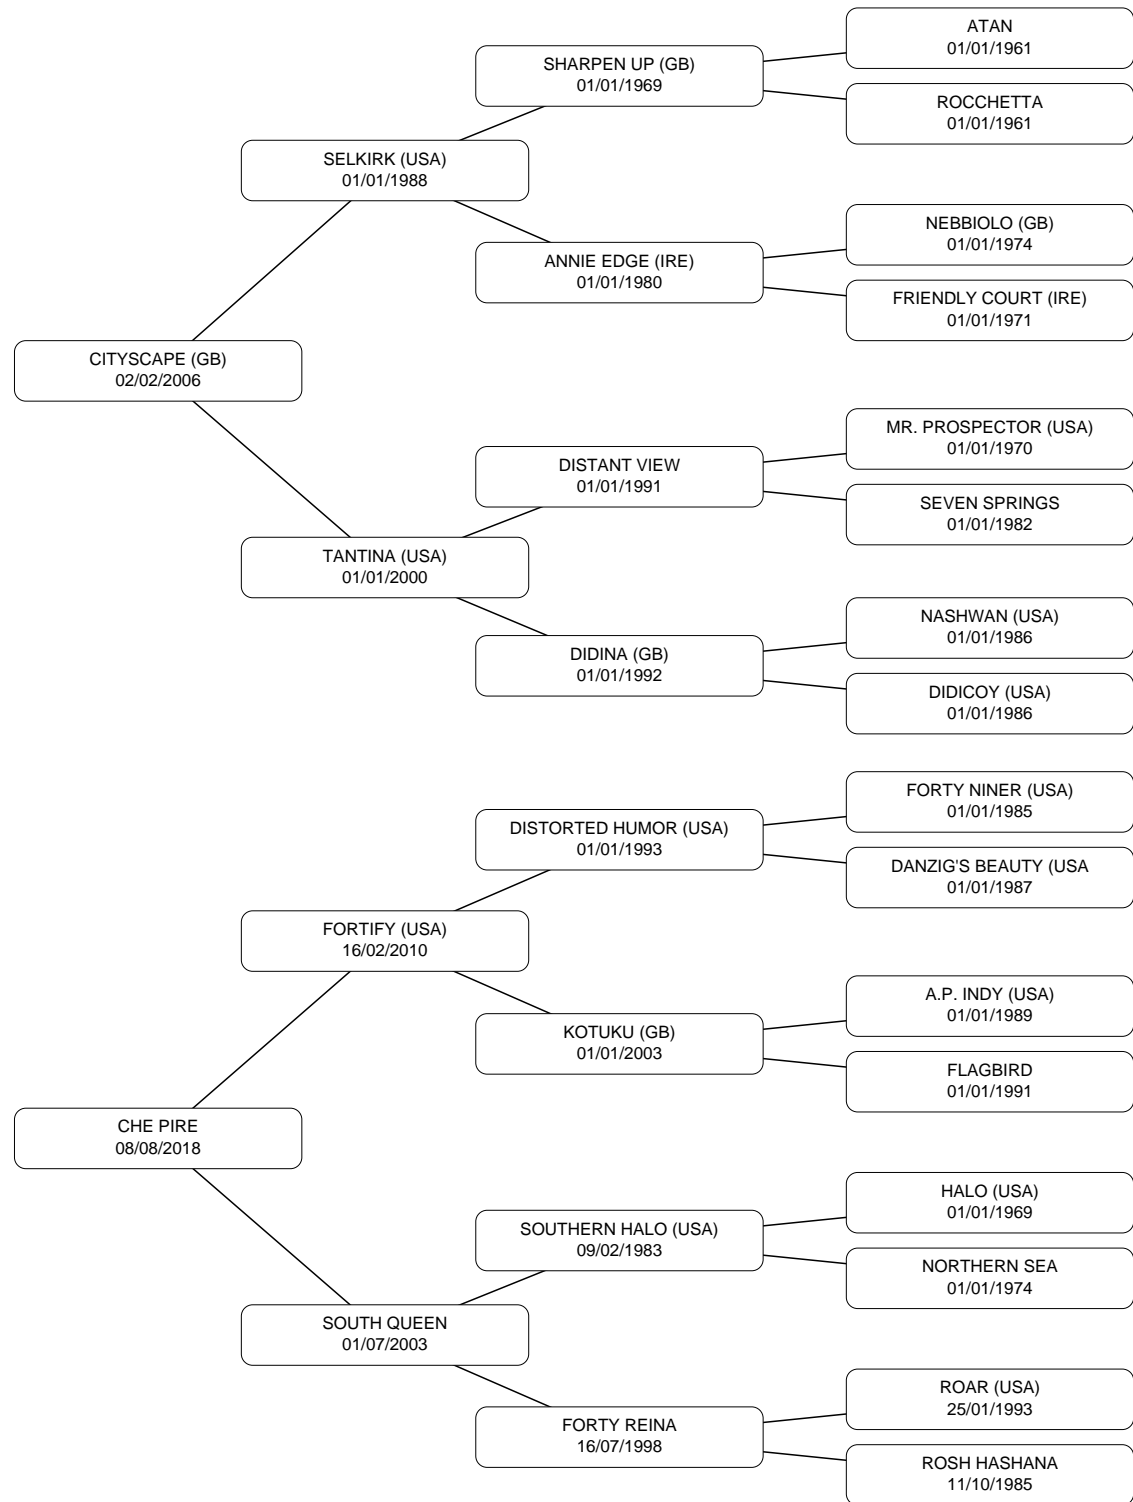 ATAN
01/01/1961
SHARPEN UP (GB)
01/01/1969
ROCCHETTA
01/01/1961
SELKIRK (USA)
01/01/1988
NEBBIOLO (GB)
01/01/1974
ANNIE EDGE (IRE)
01/01/1980
FRIENDLY COURT (IRE)
01/01/1971
CITYSCAPE (GB)
02/02/2006
MR. PROSPECTOR (USA)
01/01/1970
DISTANT VIEW
01/01/1991
SEVEN SPRINGS
01/01/1982
TANTINA (USA)
01/01/2000
NASHWAN (USA)
01/01/1986
DIDINA (GB)
01/01/1992
DIDICOY (USA)
01/01/1986
FORTY NINER (USA)
01/01/1985
DISTORTED HUMOR (USA)
01/01/1993
DANZIG'S BEAUTY (USA
01/01/1987
FORTIFY (USA)
16/02/2010
A.P. INDY (USA)
01/01/1989
KOTUKU (GB)
01/01/2003
FLAGBIRD
01/01/1991
CHE PIRE
08/08/2018
HALO (USA)
01/01/1969
SOUTHERN HALO (USA)
09/02/1983
NORTHERN SEA
01/01/1974
SOUTH QUEEN
01/07/2003
ROAR (USA)
25/01/1993
FORTY REINA
16/07/1998
ROSH HASHANA
11/10/1985